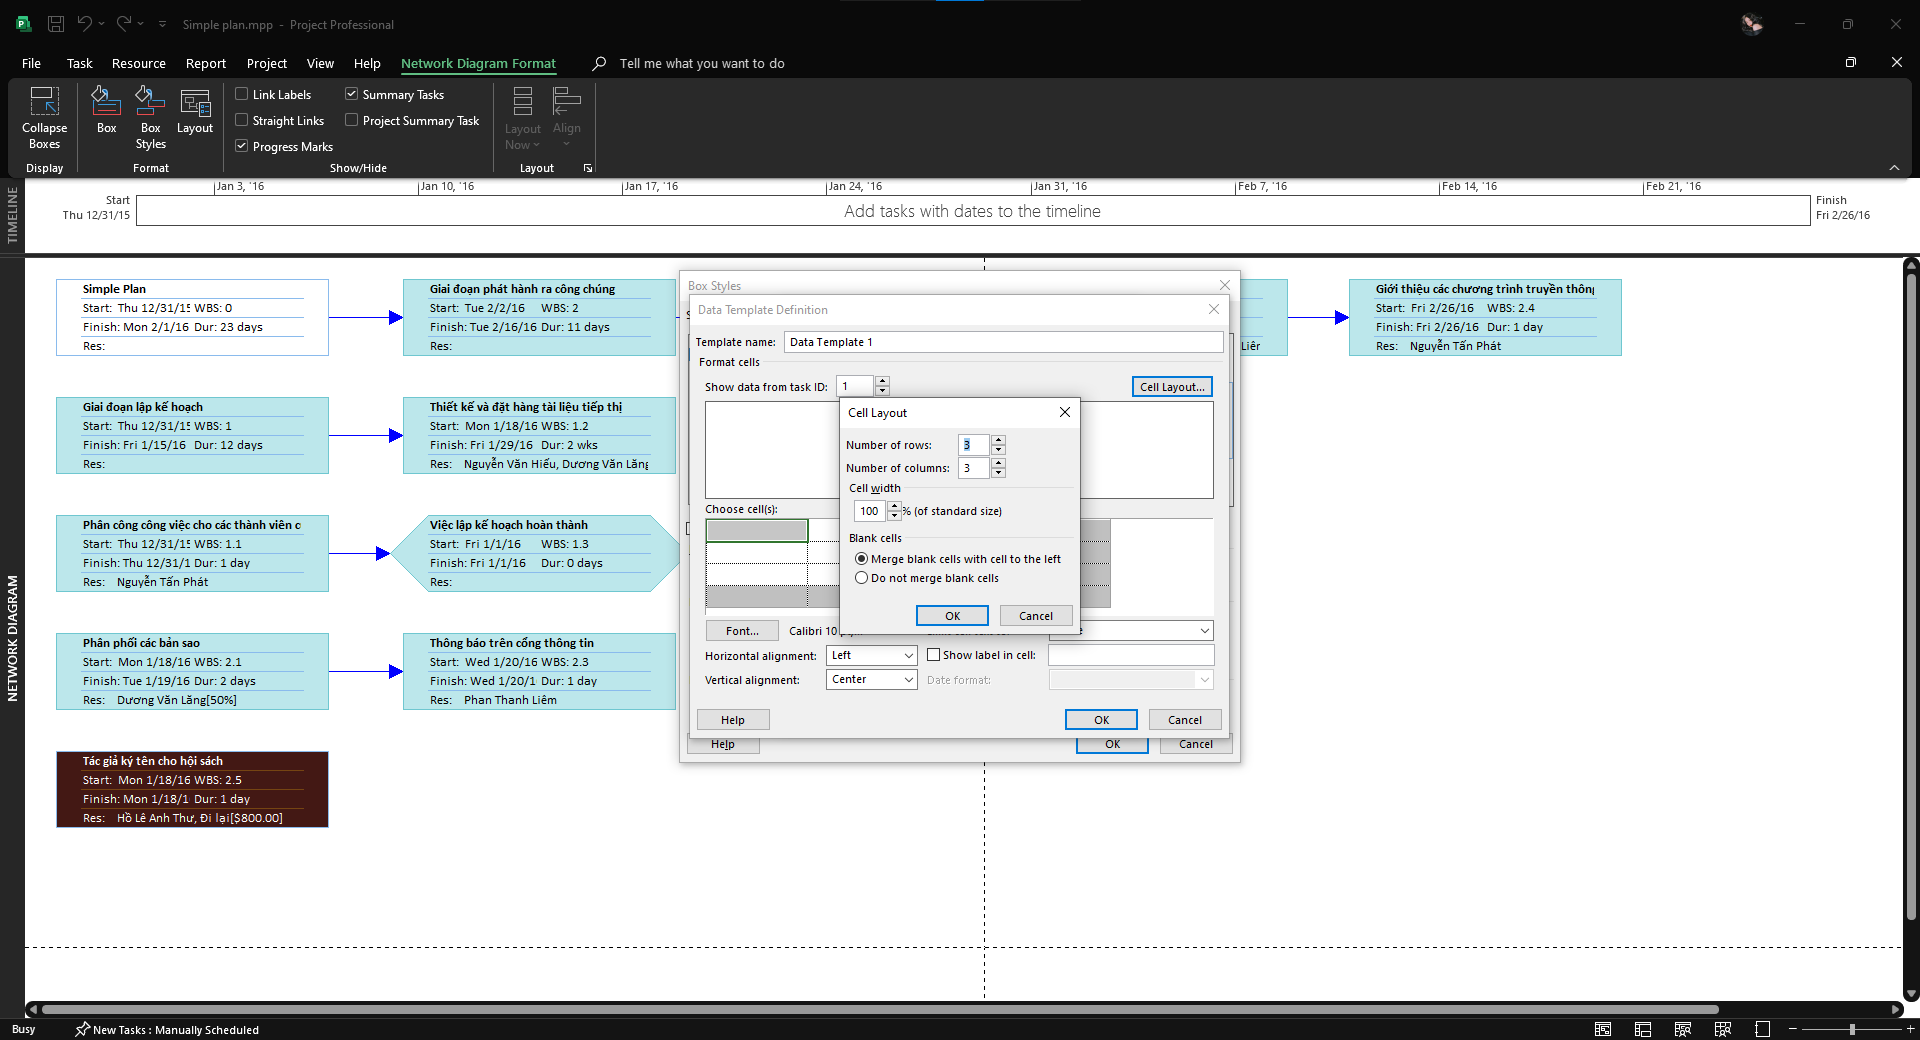 Simple plan.mpp - Project Professional
File Task Resource Report Project View Help Network Diagram Format Tell me what you want to do
Collapse Boxes
Display
Box
Box Styles
Layout
Format
Link Labels
Straight Links
Progress Marks
Summary Tasks
Project Summary Task
Show/Hide
Layout Now
Align
Layout
TIMELINE
Jan 3, '16 Jan 10, '16 Jan 17, '16 Jan 24, '16 Jan 31, '16 Feb 7, '16 Feb 14, '16 Feb 21, '16
Start
Thu 12/31/15
Add tasks with dates to the timeline
Finish
Fri 2/26/16
NETWORK DIAGRAM
Simple Plan
Start: Thu 12/31/15 WBS: 0
Finish: Mon 2/1/16 Dur: 23 days
Res:
Giai đoạn phát hành ra công chúng
Start: Tue 2/2/16 WBS: 2
Finish: Tue 2/16/16 Dur: 11 days
Res:
Liêr
Giới thiệu các chương trình truyền thông
Start: Fri 2/26/16 WBS: 2.4
Finish: Fri 2/26/16 Dur: 1 day
Res: Nguyễn Tấn Phát
Giai đoạn lập kế hoạch
Start: Thu 12/31/15 WBS: 1
Finish: Fri 1/15/16 Dur: 12 days
Res:
Thiết kế và đặt hàng tài liệu tiếp thị
Start: Mon 1/18/16 WBS: 1.2
Finish: Fri 1/29/16 Dur: 2 wks
Res: Nguyễn Văn Hiếu, Dương Văn Lăng
Phân công công việc cho các thành viên c
Start: Thu 12/31/15 WBS: 1.1
Finish: Thu 12/31/1 Dur: 1 day
Res: Nguyễn Tấn Phát
Việc lập kế hoạch hoàn thành
Start: Fri 1/1/16 WBS: 1.3
Finish: Fri 1/1/16 Dur: 0 days
Res:
Phân phối các bản sao
Start: Mon 1/18/16 WBS: 2.1
Finish: Tue 1/19/16 Dur: 2 days
Res: Dương Văn Lăng[50%]
Thông báo trên cổng thông tin
Start: Wed 1/20/16 WBS: 2.3
Finish: Wed 1/20/1 Dur: 1 day
Res: Phan Thanh Liêm
Tác giả ký tên cho hội sách
Start: Mon 1/18/16 WBS: 2.5
Finish: Mon 1/18/1 Dur: 1 day
Res: Hồ Lê Anh Thư, Đi lại[$800.00]
Box Styles
Data Template Definition
Template name: Data Template 1
Format cells
Show data from task ID: 1
Cell Layout...
Choose cell(s):
Font... Calibri 10
Horizontal alignment: Left
Show label in cell:
Vertical alignment: Center
Date format:
Help OK Cancel
Help OK Cancel
Cell Layout
Number of rows: 3
Number of columns: 3
Cell width
100 % (of standard size)
Blank cells
Merge blank cells with cell to the left
Do not merge blank cells
OK Cancel
Busy New Tasks : Manually Scheduled